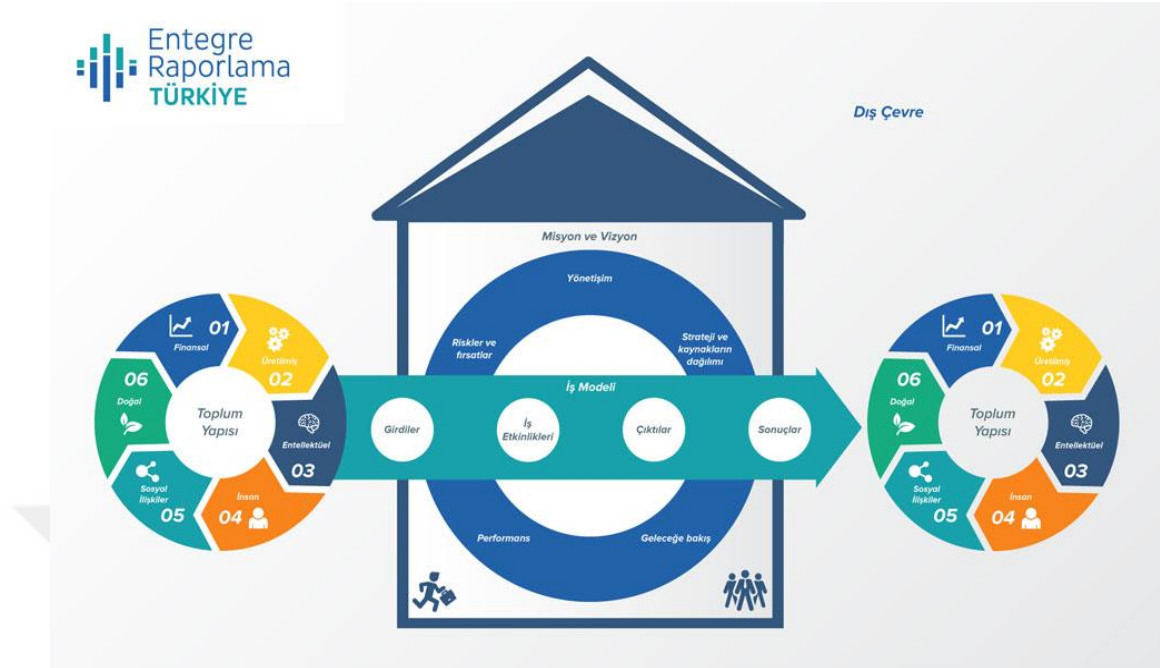 Entegre
Raporlama
TÜRKİYE
Dış Çevre
Misyon ve Vizyon
Yönetişim
Riskler ve
fırsatlar
Strateji ve
kaynakların
dağılımı
İş Modeli
Girdiler
İş
Etkinlikleri
Çıktılar
Sonuçlar
Performans
Geleceğe bakış
01
Finansal
Üretilmiş
02
Entellektüel
03
İnsan
04
Sosyal
İlişkiler
05
06
Doğal
Toplum
Yapısı
01
Finansal
Üretilmiş
02
Entellektüel
03
İnsan
04
Sosyal
İlişkiler
05
06
Doğal
Toplum
Yapısı